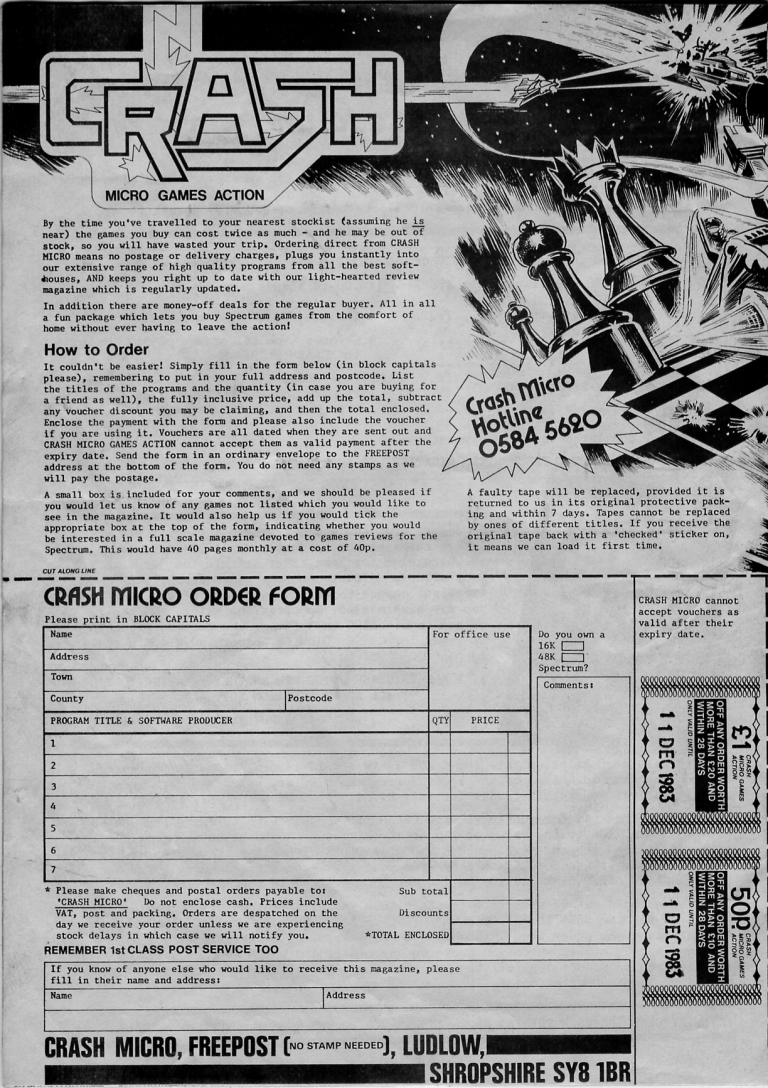 CRASH
MICRO GAMES ACTION
By the time you've travelled to your nearest stockist (assuming he is
near) the games you buy can cost twice as much - and he may be out of
stock, so you will have wasted your trip. Ordering direct from CRASH
MICRO means no postage or delivery charges, plugs you instantly into
our extensive range of high quality programs from all the best soft-
houses, AND keeps you right up to date with our light-hearted review
magazine which is regularly updated.
In addition there are money-off deals for the regular buyer. All in all
a fun package which lets you buy Spectrum games from the comfort of
home without ever having to leave the action!
How to Order
It couldn't be easier! Simply fill in the form below (in block capitals
please), remembering to put in your full address and postcode. List
the titles of the programs and the quantity (in case you are buying for
a friend as well), the fully inclusive price, add up the total, subtract
any voucher discount you may be claiming, and then the total enclosed.
Enclose the payment with the form and please also include the voucher
if you are using it. Vouchers are all dated when they are sent out and
CRASH MICRO GAMES ACTION cannot accept them as valid payment after the
expiry date. Send the form in an ordinary envelope to the FREEPOST
address at the bottom of the form. You do not need any stamps as we
will pay the postage.
A small box is included for your comments, and we should be pleased if
you would let us know of any games not listed which you would like to
see in the magazine. It would also help us if you would tick the
appropriate box at the top of the form, indicating whether you would
be interested in a full scale magazine devoted to games reviews for the
Spectrum. This would have 40 pages monthly at a cost of 40p.
Crash Micro
Hotline
0584 5620
A faulty tape will be replaced, provided it is
returned to us in its original protective pack-
ing and within 7 days. Tapes cannot be replaced
by ones of different titles. If you receive the
original tape back with a 'checked' sticker on,
it means we can load it first time.
CUT ALONG LINE
CRASH MICRO ORDER FORM
Please print in BLOCK CAPITALS
Name
For office use
Address
Town
County
Postcode
PROGRAM TITLE & SOFTWARE PRODUCER
QTY
PRICE
1
2
3
4
5
6
7
* Please make cheques and postal orders payable to:
'CRASH MICRO' Do not enclose cash. Prices include
VAT, post and packing. Orders are despatched on the
day we receive your order unless we are experiencing
stock delays in which case we will notify you.
Sub total
Discounts
*TOTAL ENCLOSED
REMEMBER 1st CLASS POST SERVICE TOO
Do you own a
16K
48K
Spectrum?
Comments:
If you know of anyone else who would like to receive this magazine, please
fill in their name and address:
Name
Address
CRASH MICRO, FREEPOST (NO STAMP NEEDED), LUDLOW,
SHROPSHIRE SY8 1BR
CRASH MICRO cannot
accept vouchers as
valid after their
expiry date.
£1
CRASH
MICRO GAMES
ACTION
OFF ANY ORDER WORTH
MORE THAN £20 AND
WITHIN 28 DAYS
ONLY VALID UNTIL
11 DEC 1983
50p
CRASH
MICRO GAMES
ACTION
OFF ANY ORDER WORTH
MORE THAN £10 AND
WITHIN 28 DAYS
ONLY VALID UNTIL
11 DEC 1983